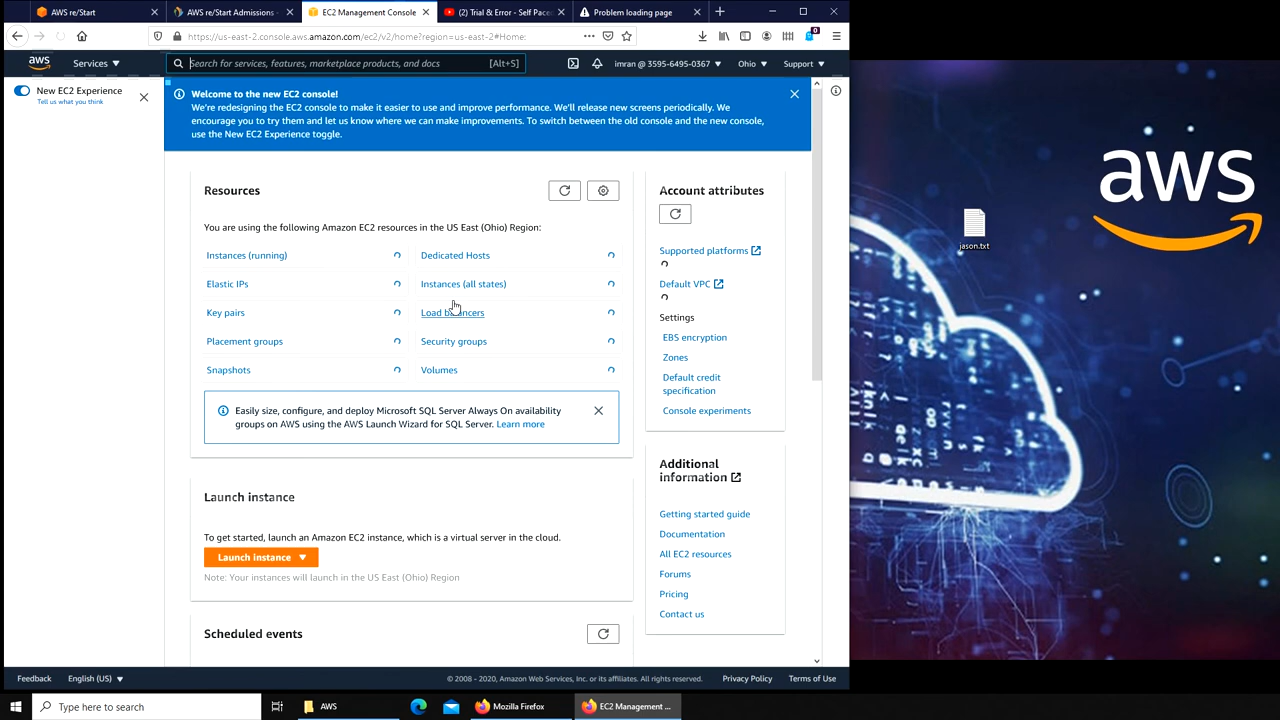 AWS re/Start
AWS re/Start Admissions -
EC2 Management Console
(2) Trial & Error - Self Pace
Problem loading page
https://us-east-2.console.aws.amazon.com/ec2/v2/home?region=us-east-2#Home:
aws
Services
Search for services, features, marketplace products, and docs
[Alt+S]
imran @ 3595-6495-0367
Ohio
Support
New EC2 Experience
Tell us what you think
Welcome to the new EC2 console!
We're redesigning the EC2 console to make it easier to use and improve performance. We'll release new screens periodically. We
encourage you to try them and let us know where we can make improvements. To switch between the old console and the new console,
use the New EC2 Experience toggle.
Resources
You are using the following Amazon EC2 resources in the US East (Ohio) Region:
Instances (running)
Dedicated Hosts
Elastic IPs
Instances (all states)
Key pairs
Load balancers
Placement groups
Security groups
Snapshots
Volumes
Easily size, configure, and deploy Microsoft SQL Server Always On availability
groups on AWS using the AWS Launch Wizard for SQL Server. Learn more
Launch instance
To get started, launch an Amazon EC2 instance, which is a virtual server in the cloud.
Launch instance
Note: Your instances will launch in the US East (Ohio) Region
Scheduled events
Account attributes
Supported platforms
Default VPC
Settings
EBS encryption
Zones
Default credit
specification
Console experiments
Additional
information
Getting started guide
Documentation
All EC2 resources
Forums
Pricing
Contact us
Feedback
English (US)
© 2008 - 2020, Amazon Web Services, Inc. or its affiliates. All rights reserved.
Privacy Policy
Terms of Use
aws
jason.txt
Type here to search
AWS
Mozilla Firefox
EC2 Management ...